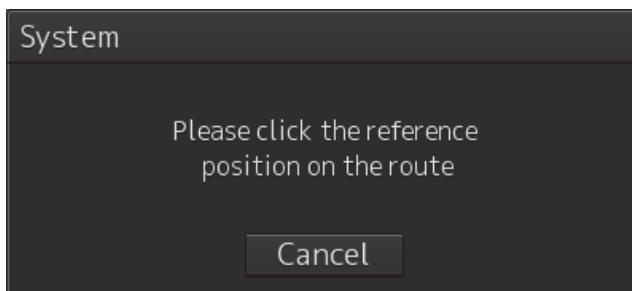 System
Please click the reference
position on the route
Cancel